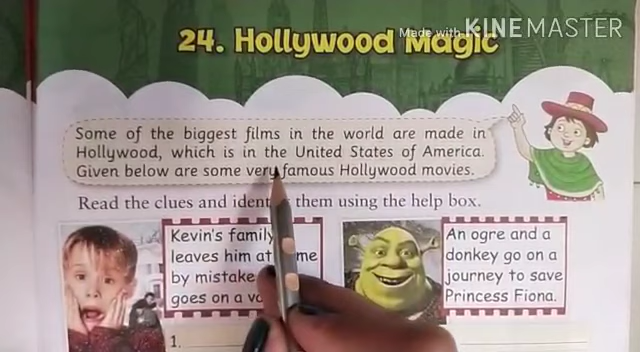 Made with KINEMASTER
24. Hollywood Magic
Some of the biggest films in the world are made in
Hollywood, which is in the United States of America.
Given below are some very famous Hollywood movies.
Read the clues and them using the help box.
Kevin's family
leaves him at
by mistake
goes on a
An ogre and a
donkey go on a
journey to save
Princess Fiona.
1.